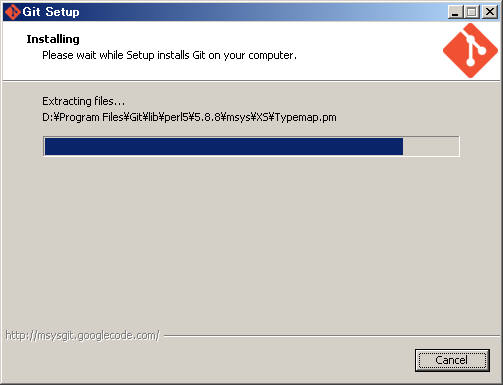 Git Setup
Installing
Please wait while Setup installs Git on your computer.
Extracting files...
D:¥Program Files¥Git¥lib¥perl5¥5.8.8¥msys¥XS¥Typemap.pm
http://msysgit.googlecode.com/
Cancel